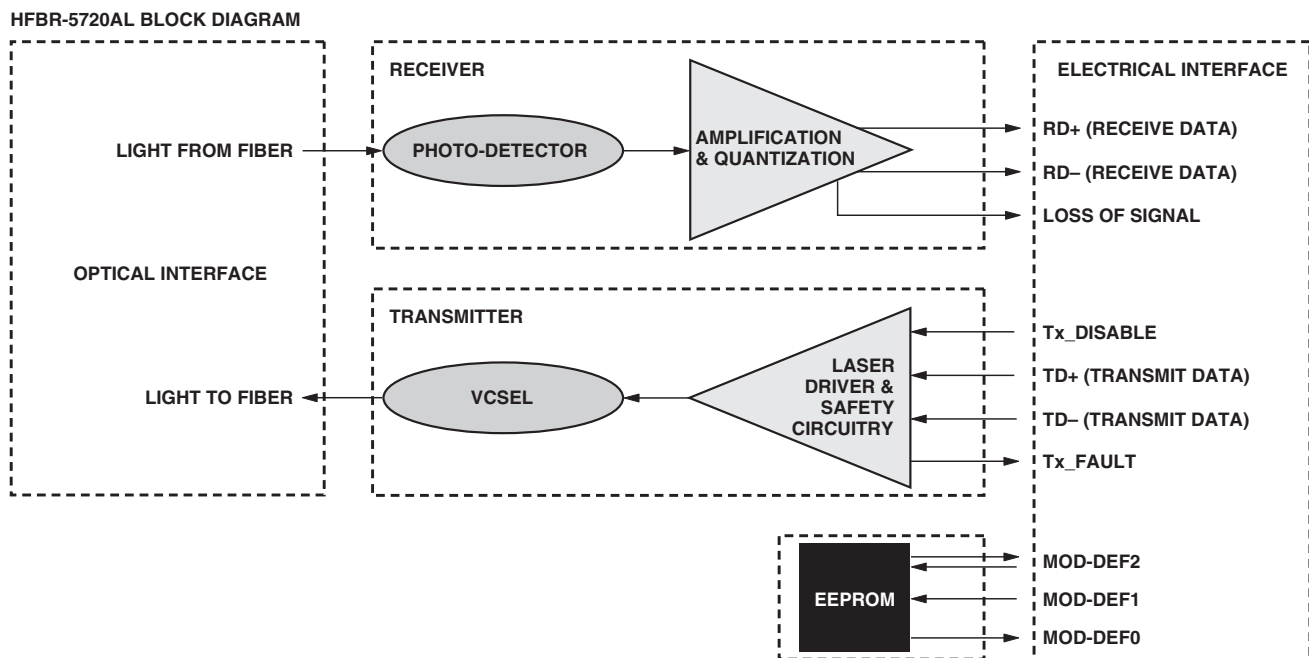 HFBR-5720AL BLOCK DIAGRAM
RECEIVER
ELECTRICAL INTERFACE
LIGHT FROM FIBER
PHOTO-DETECTOR
AMPLIFICATION
& QUANTIZATION
RD+ (RECEIVE DATA)
RD– (RECEIVE DATA)
LOSS OF SIGNAL
OPTICAL INTERFACE
TRANSMITTER
LIGHT TO FIBER
VCSEL
LASER
DRIVER &
SAFETY
CIRCUITRY
Tx_DISABLE
TD+ (TRANSMIT DATA)
TD– (TRANSMIT DATA)
Tx_FAULT
EEPROM
MOD-DEF2
MOD-DEF1
MOD-DEF0